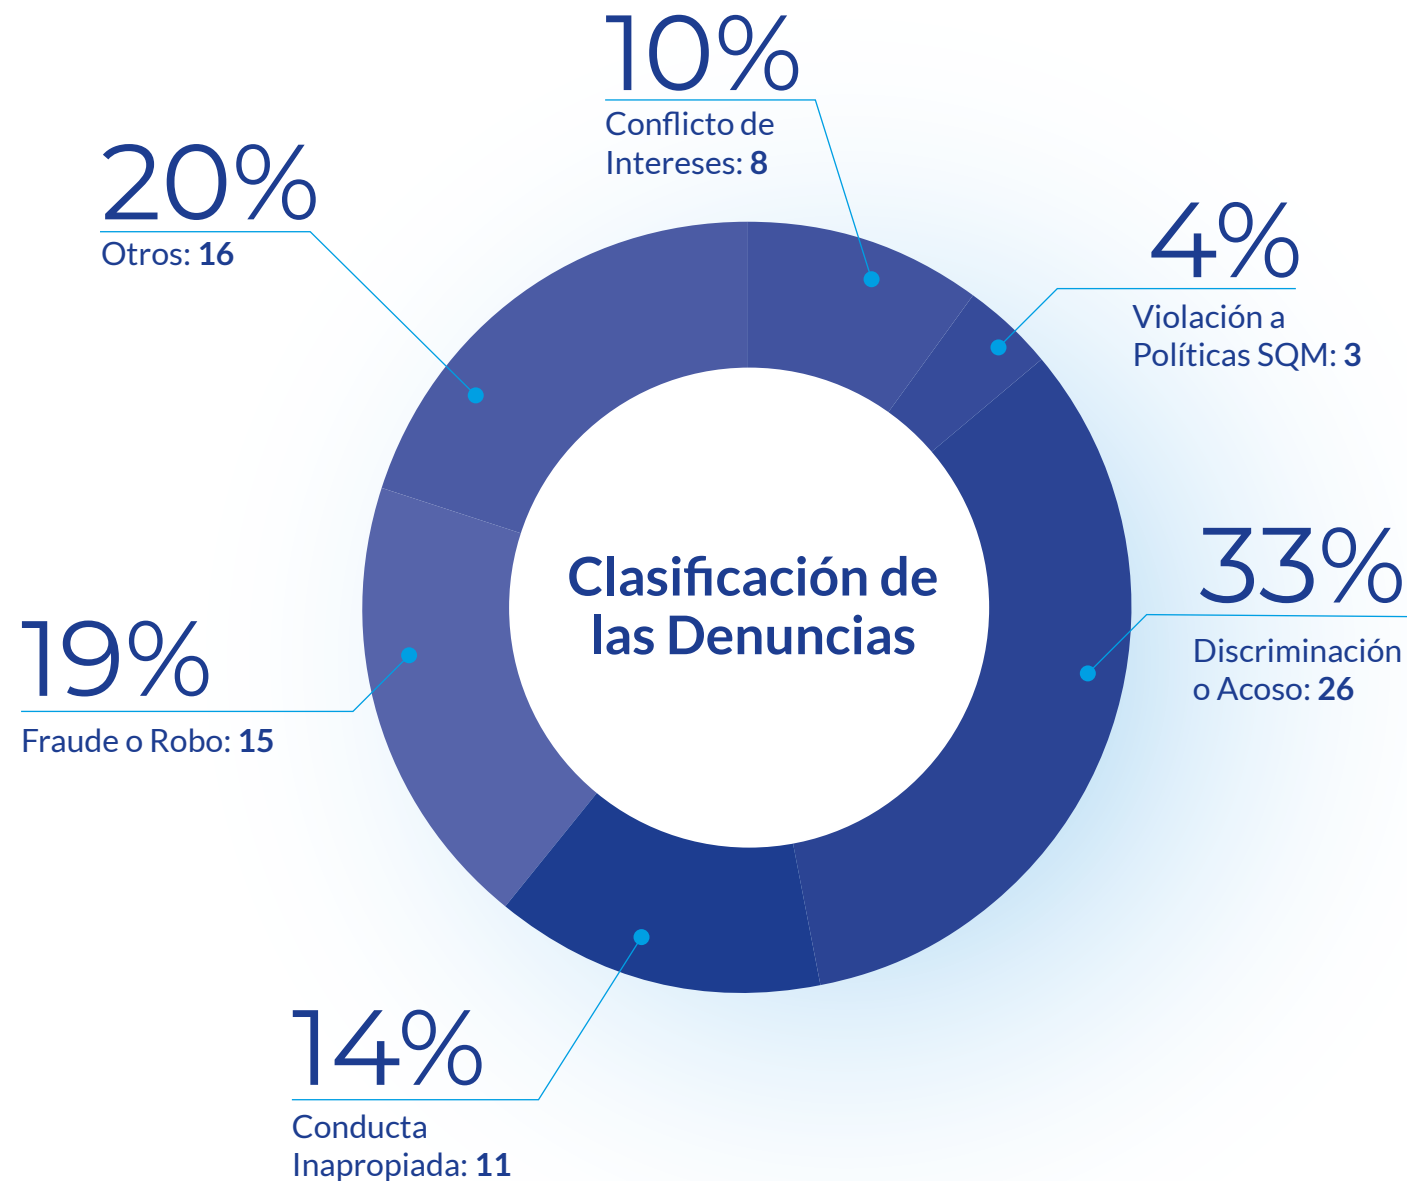 10%
Conflicto de
Intereses: 8
20%
Otros: 16
4%
Violación a
Políticas SQM: 3
33%
Discriminación
o Acoso: 26
Clasificación de
las Denuncias
19%
Fraude o Robo: 15
14%
Conducta
Inapropiada: 11